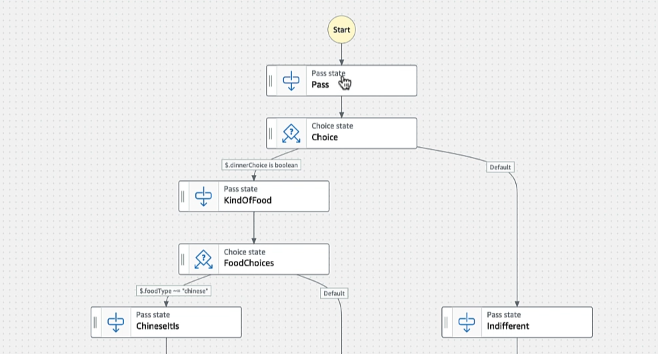 Start
Pass state
Pass
Choice state
Choice
$.dinnerChoice is boolean
Default
Pass state
KindOfFood
Choice state
FoodChoices
$.foodType == "chinese"
Default
Pass state
ChineseItIs
Pass state
Indifferent